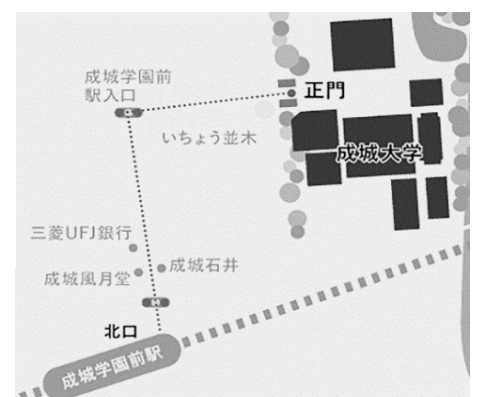 成城学園前
駅入口
正門
いちょう並木
成城大学
三菱UFJ銀行
成城石井
成城風月堂
北口
成城学園前駅